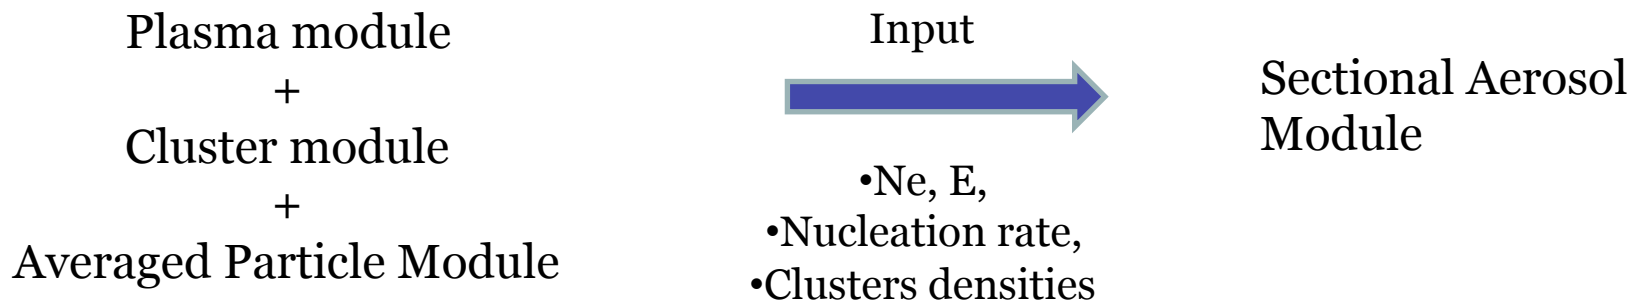 Plasma module
+
Cluster module
+
Averaged Particle Module
Input
•Ne, E,
•Nucleation rate,
•Clusters densities
Sectional Aerosol
Module